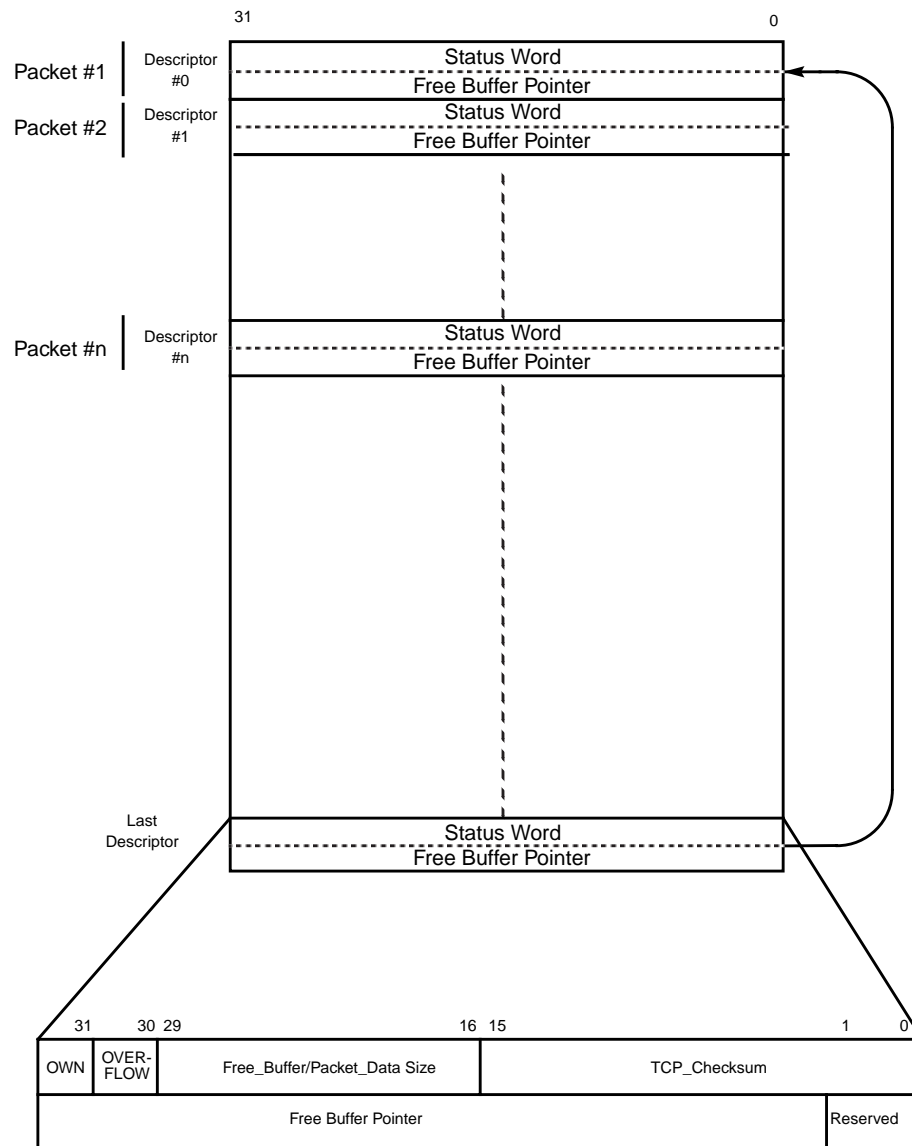 31 0
Packet #1 Descriptor #0 Status Word
Free Buffer Pointer
Packet #2 Descriptor #1 Status Word
Free Buffer Pointer
Packet #n Descriptor #n Status Word
Free Buffer Pointer
Last Descriptor Status Word
Free Buffer Pointer
31 30 29 16 15 1 0
OWN OVER-FLOW Free_Buffer/Packet_Data Size TCP_Checksum
Free Buffer Pointer Reserved